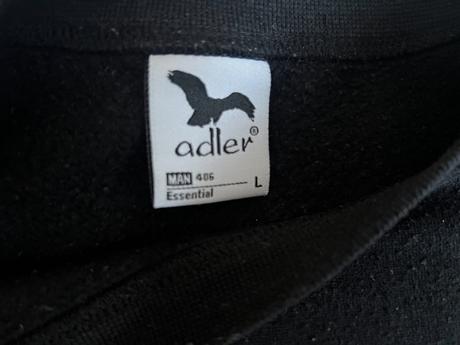 adler®
MAN 406
Essential L